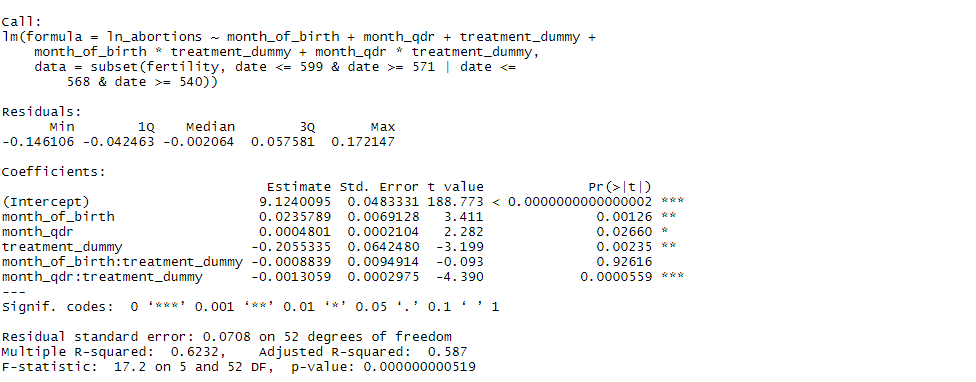 Call:
lm(formula = ln_abortions ~ month_of_birth + month_qdr + treatment_dummy +
    month_of_birth * treatment_dummy + month_qdr * treatment_dummy,
    data = subset(fertility, date <= 599 & date >= 571 | date <=
        568 & date >= 540))

Residuals:
      Min        1Q    Median        3Q       Max
-0.146106 -0.042463 -0.002064  0.057581  0.172147

Coefficients:
                                 Estimate Std. Error t value             Pr(>|t|)
(Intercept)                     9.1240095  0.0483331 188.773 < 0.0000000000000002 ***
month_of_birth                  0.0235789  0.0069128   3.411              0.00126 **
month_qdr                       0.0004801  0.0002104   2.282              0.02660 *
treatment_dummy                -0.2055335  0.0642480  -3.199              0.00235 **
month_of_birth:treatment_dummy -0.0008839  0.0094914  -0.093              0.92616
month_qdr:treatment_dummy      -0.0013059  0.0002975  -4.390            0.0000559 ***
---
Signif. codes:  0 ‘***’ 0.001 ‘**’ 0.01 ‘*’ 0.05 ‘.’ 0.1 ‘ ’ 1

Residual standard error: 0.0708 on 52 degrees of freedom
Multiple R-squared:  0.6232,    Adjusted R-squared:  0.587
F-statistic:  17.2 on 5 and 52 DF,  p-value: 0.000000000519